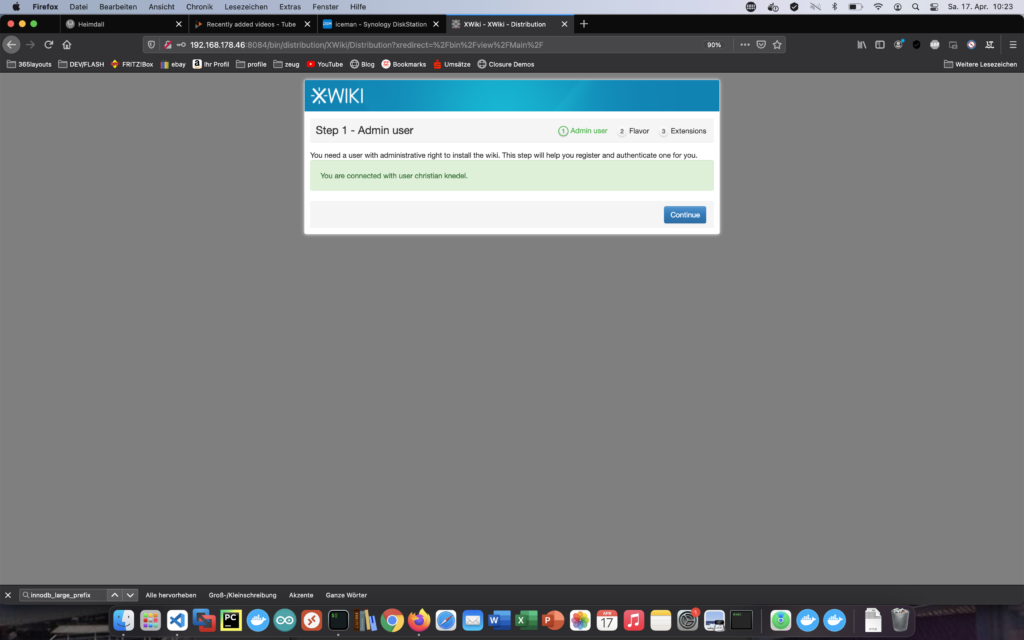 Firefox Datei Bearbeiten Ansicht Chronik Lesezeichen Extras Fenster Hilfe Sa. 17. Apr. 10:23
Heimdall Recently added videos - Tube iceman - Synology DiskStation XWiki - XWiki - Distribution
192.168.178.46:8084/bin/distribution/XWiki/Distribution?xredirect=%2Fbin%2Fview%2FMain%2F 90%
365layouts DEV/FLASH FRITZ!Box ebay Ihr Profil profile zeug YouTube Blog Bookmarks Umsätze Closure Demos Weitere Lesezeichen
XWIKI
Step 1 - Admin user 1 Admin user 2 Flavor 3 Extensions
You need a user with administrative right to install the wiki. This step will help you register and authenticate one for you.
You are connected with user christian knedel.
Continue
innodb_large_prefix Alle hervorheben Groß-/Kleinschreibung Akzente Ganze Wörter
PC
APR
17